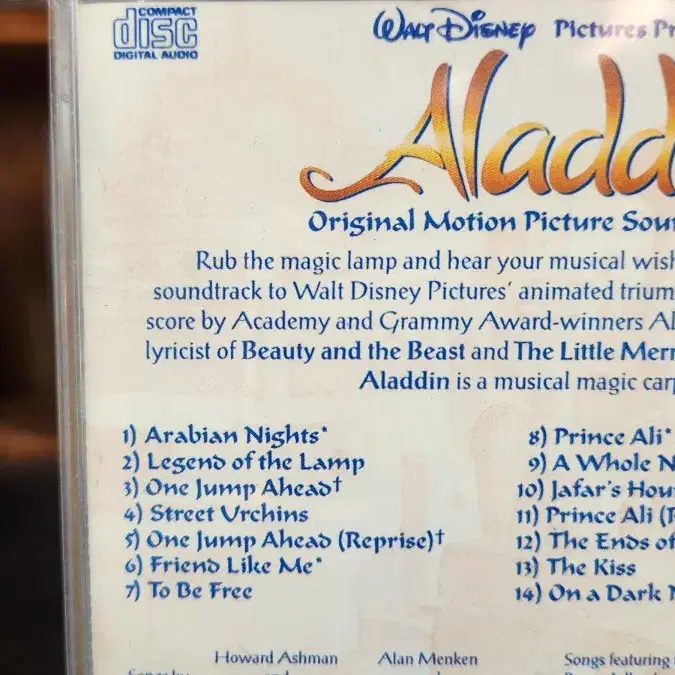 COMPACT
disc
DIGITAL AUDIO
Walt Disney Pictures Pr
Aladd
Original Motion Picture Sou
Rub the magic lamp and hear your musical wish
soundtrack to Walt Disney Pictures' animated trium
score by Academy and Grammy Award-winners Al
lyricist of Beauty and the Beast and The Little Merr
Aladdin is a musical magic carp
1) Arabian Nights*
2) Legend of the Lamp
3) One Jump Ahead†
4) Street Urchins
5) One Jump Ahead (Reprise)†
6) Friend Like Me*
7) To Be Free
8) Prince Ali*
9) A Whole N
10) Jafar's Hou
11) Prince Ali (
12) The Ends of
13) The Kiss
14) On a Dark N
Howard Ashman Alan Menken
Songs featuring